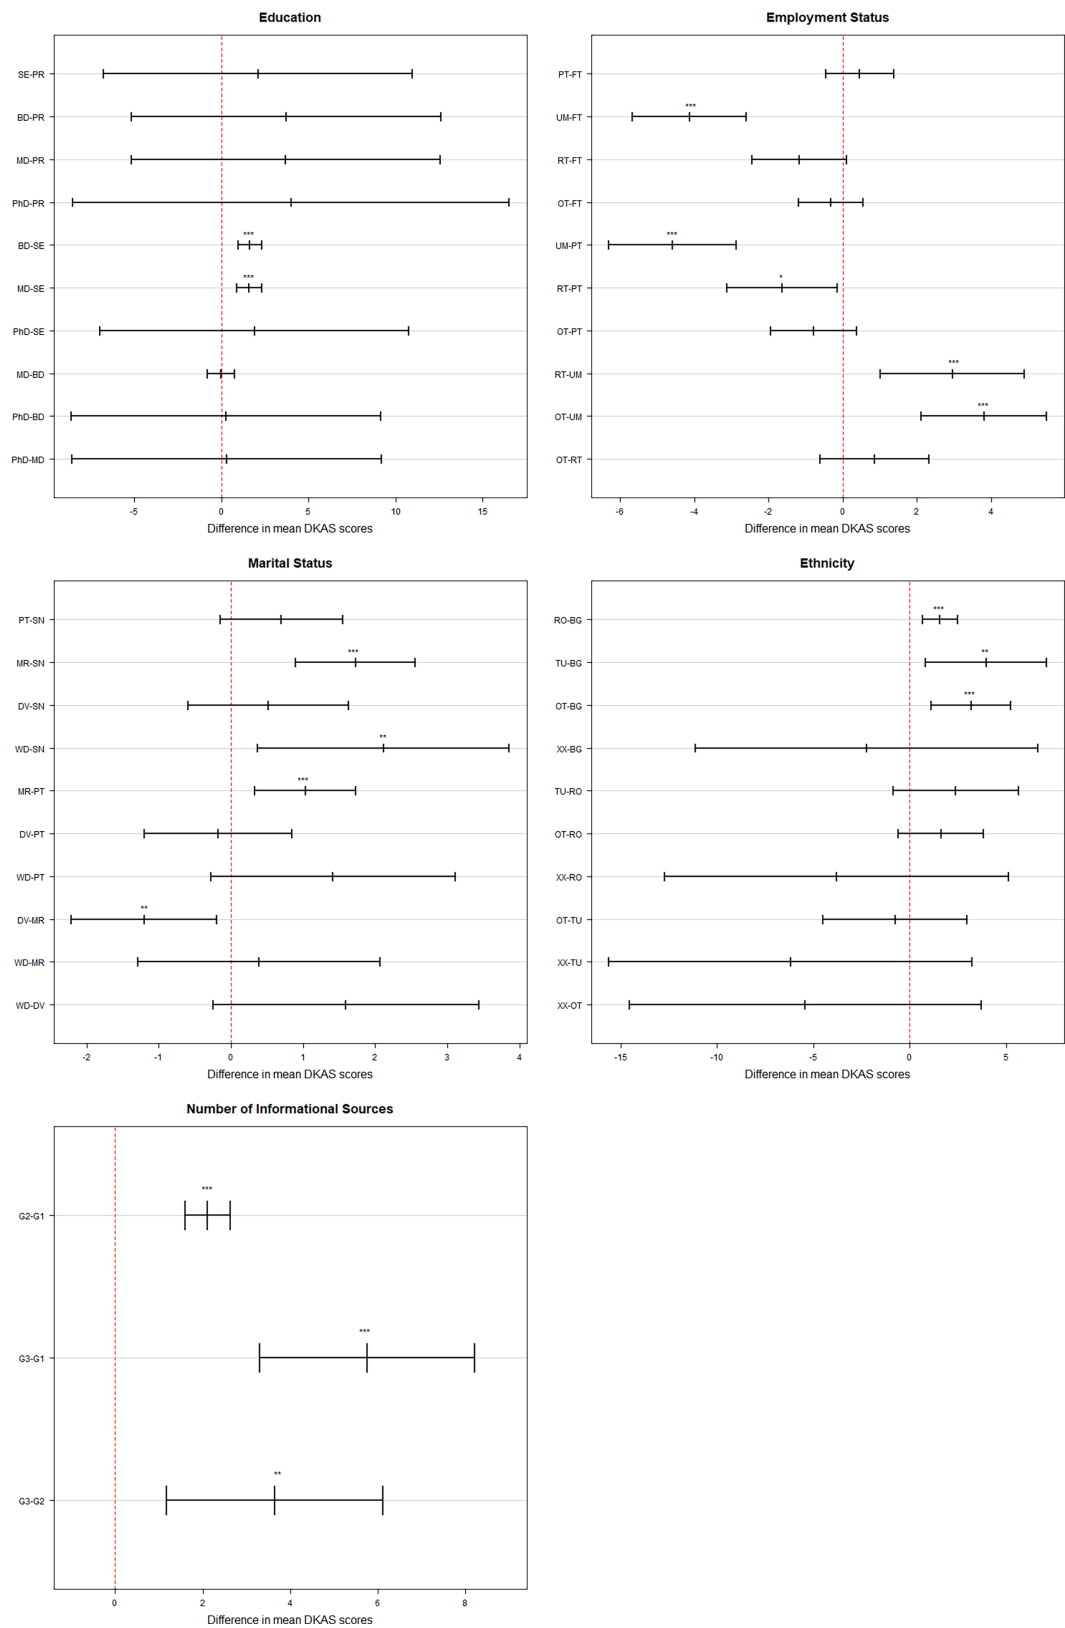 Education
SE-PR
BD-PR
MD-PR
PhD-PR
BD-SE
***
MD-SE
***
PhD-SE
MD-BD
PhD-BD
PhD-MD
-5 0 5 10 15
Difference in mean DKAS scores
Employment Status
PT-FT
UM-FT
***
RT-FT
OT-FT
UM-PT
***
RT-PT
*
OT-PT
RT-UM
***
OT-UM
***
OT-RT
-6 -4 -2 0 2 4
Difference in mean DKAS scores
Marital Status
PT-SN
MR-SN
***
DV-SN
WD-SN
**
MR-PT
***
DV-PT
WD-PT
DV-MR
**
WD-MR
WD-DV
-2 -1 0 1 2 3 4
Difference in mean DKAS scores
Ethnicity
RO-BG
***
TU-BG
**
OT-BG
***
XX-BG
TU-RO
OT-RO
XX-RO
OT-TU
XX-TU
XX-OT
-15 -10 -5 0 5
Difference in mean DKAS scores
Number of Informational Sources
G2-G1
***
G3-G1
***
G3-G2
**
0 2 4 6 8
Difference in mean DKAS scores